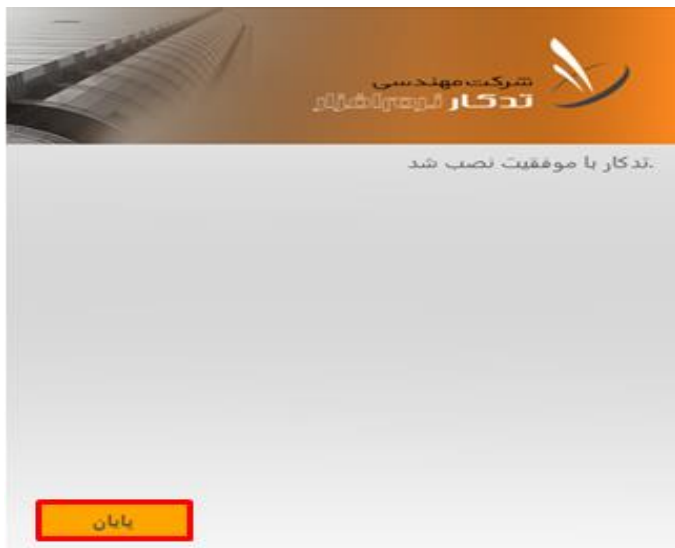 شرکت مهندسی
تدکار نرم‌افزار
تدکار با موفقیت نصب شد.
پایان